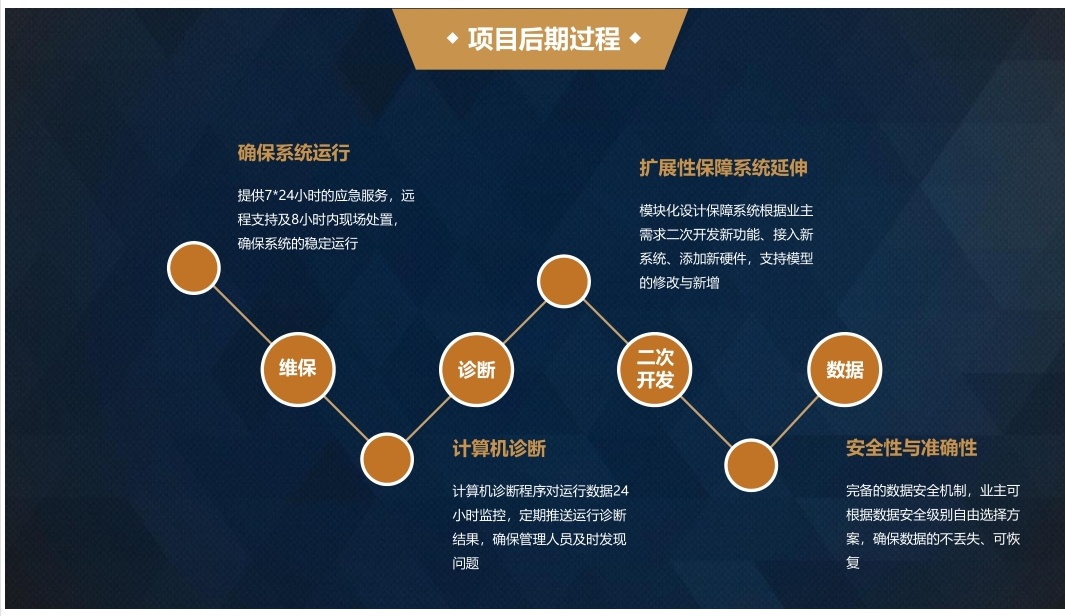 ◆ 项目后期过程 ◆
确保系统运行
提供7*24小时的应急服务，远
程支持及8小时内现场处置，
确保系统的稳定运行
扩展性保障系统延伸
模块化设计保障系统根据业主
需求二次开发新功能、接入新
系统、添加新硬件，支持模型
的修改与新增
维保
诊断
二次
开发
数据
计算机诊断
计算机诊断程序对运行数据24
小时监控，定期推送运行诊断
结果，确保管理人员及时发现
问题
安全性与准确性
完备的数据安全机制，业主可
根据数据安全级别自由选择方
案，确保数据的不丢失、可恢
复